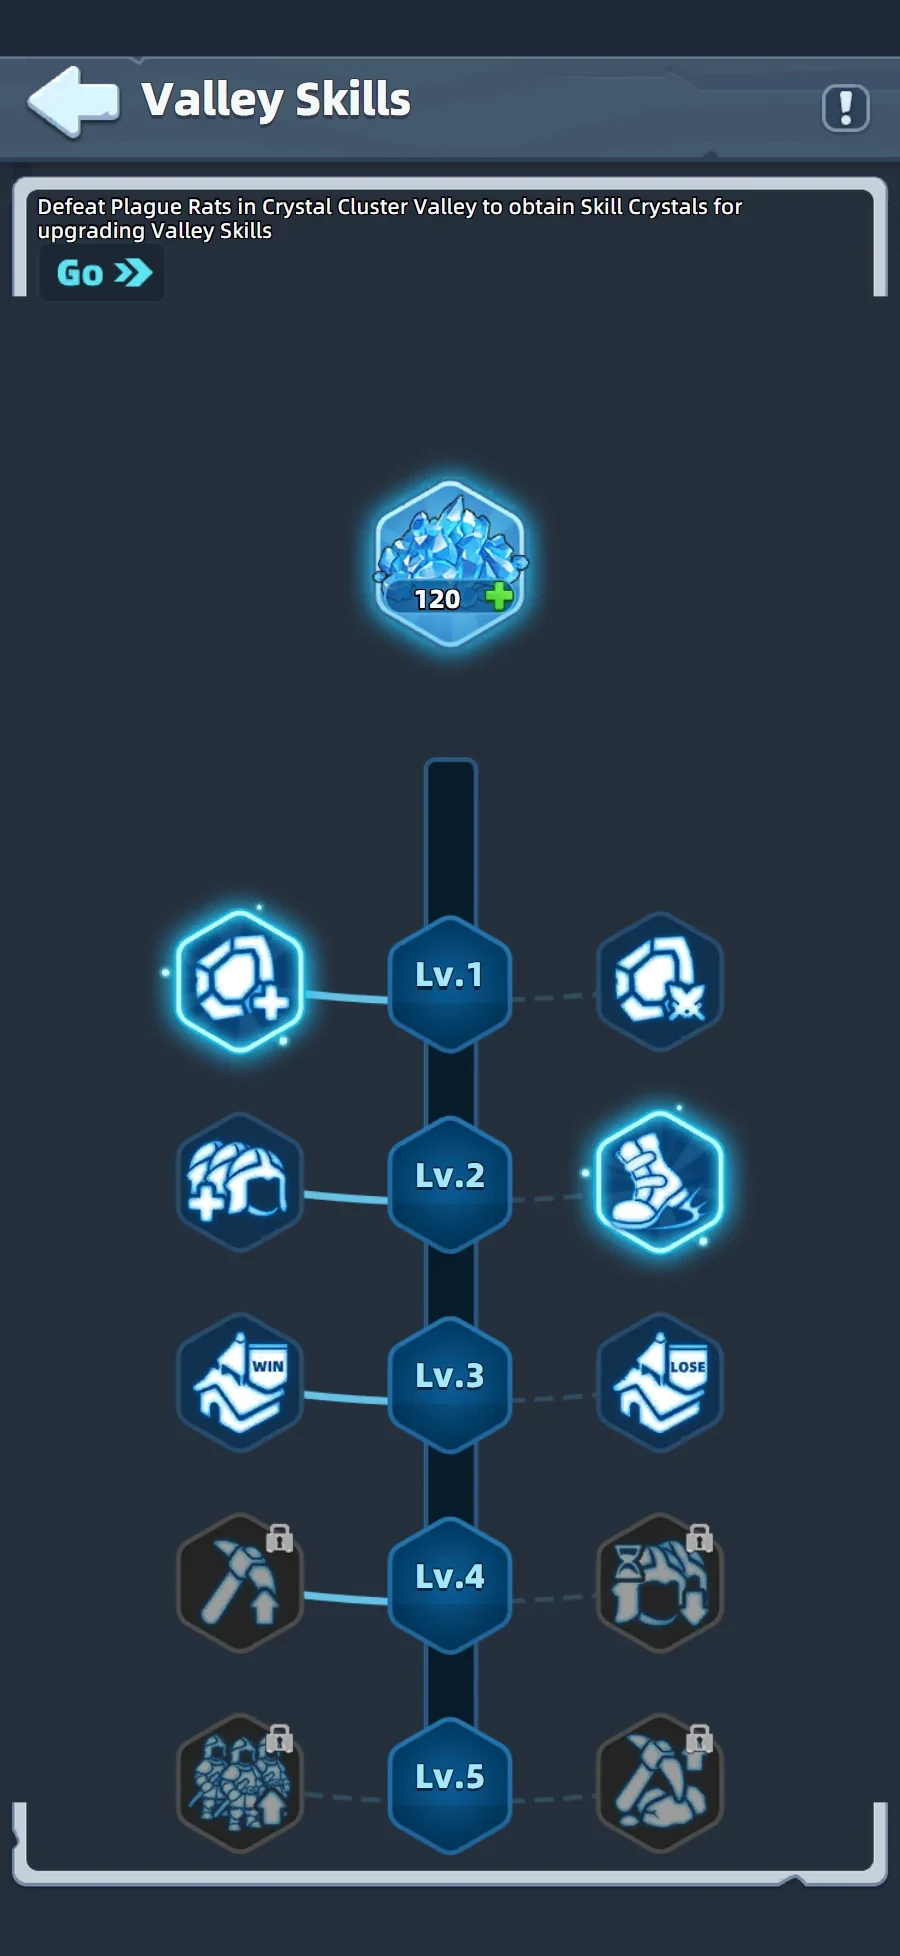 Valley Skills
Defeat Plague Rats in Crystal Cluster Valley to obtain Skill Crystals for
upgrading Valley Skills
Go
120
Lv.1
Lv.2
WIN
Lv.3
LOSE
Lv.4
Lv.5